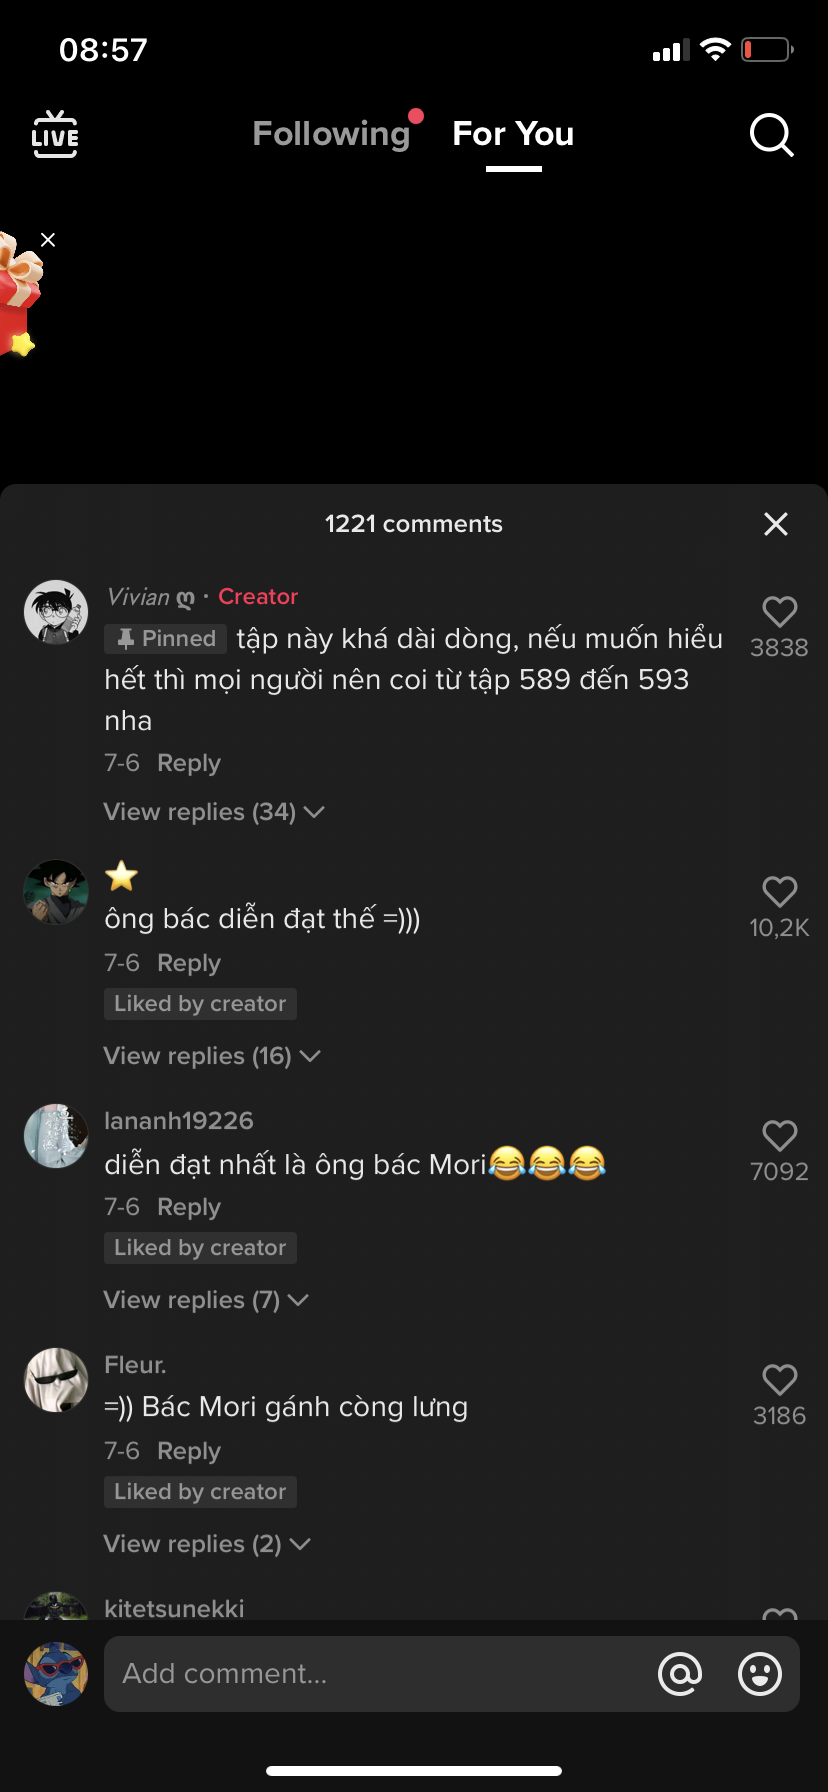 08:57
LIVE
Following
For You
1221 comments
Vivian ღ · Creator
Pinned tập này khá dài dòng, nếu muốn hiểu
hết thì mọi người nên coi từ tập 589 đến 593
nha
3838
7-6 Reply
View replies (34)
⭐
ông bác diễn đạt thế =)))
10,2K
7-6 Reply
Liked by creator
View replies (16)
lananh19226
diễn đạt nhất là ông bác Mori😂😂😂
7092
7-6 Reply
Liked by creator
View replies (7)
Fleur.
=)) Bác Mori gánh còng lưng
3186
7-6 Reply
Liked by creator
View replies (2)
kitetsunekki
Add comment...